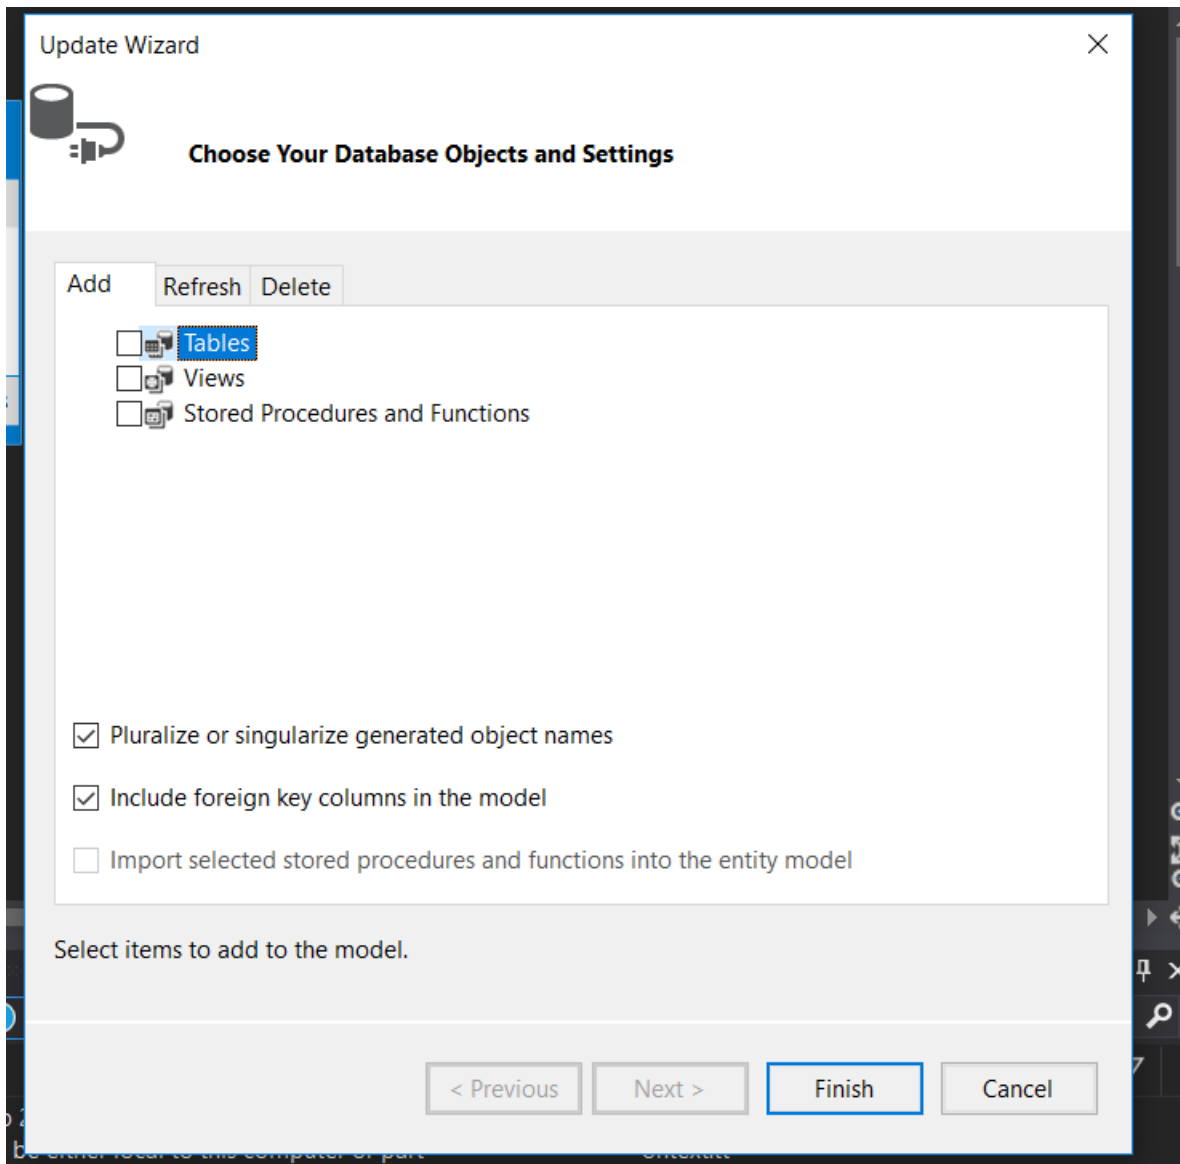 Update Wizard
Choose Your Database Objects and Settings
Add Refresh Delete
Tables
Views
Stored Procedures and Functions
Pluralize or singularize generated object names
Include foreign key columns in the model
Import selected stored procedures and functions into the entity model
Select items to add to the model.
< Previous Next > Finish Cancel